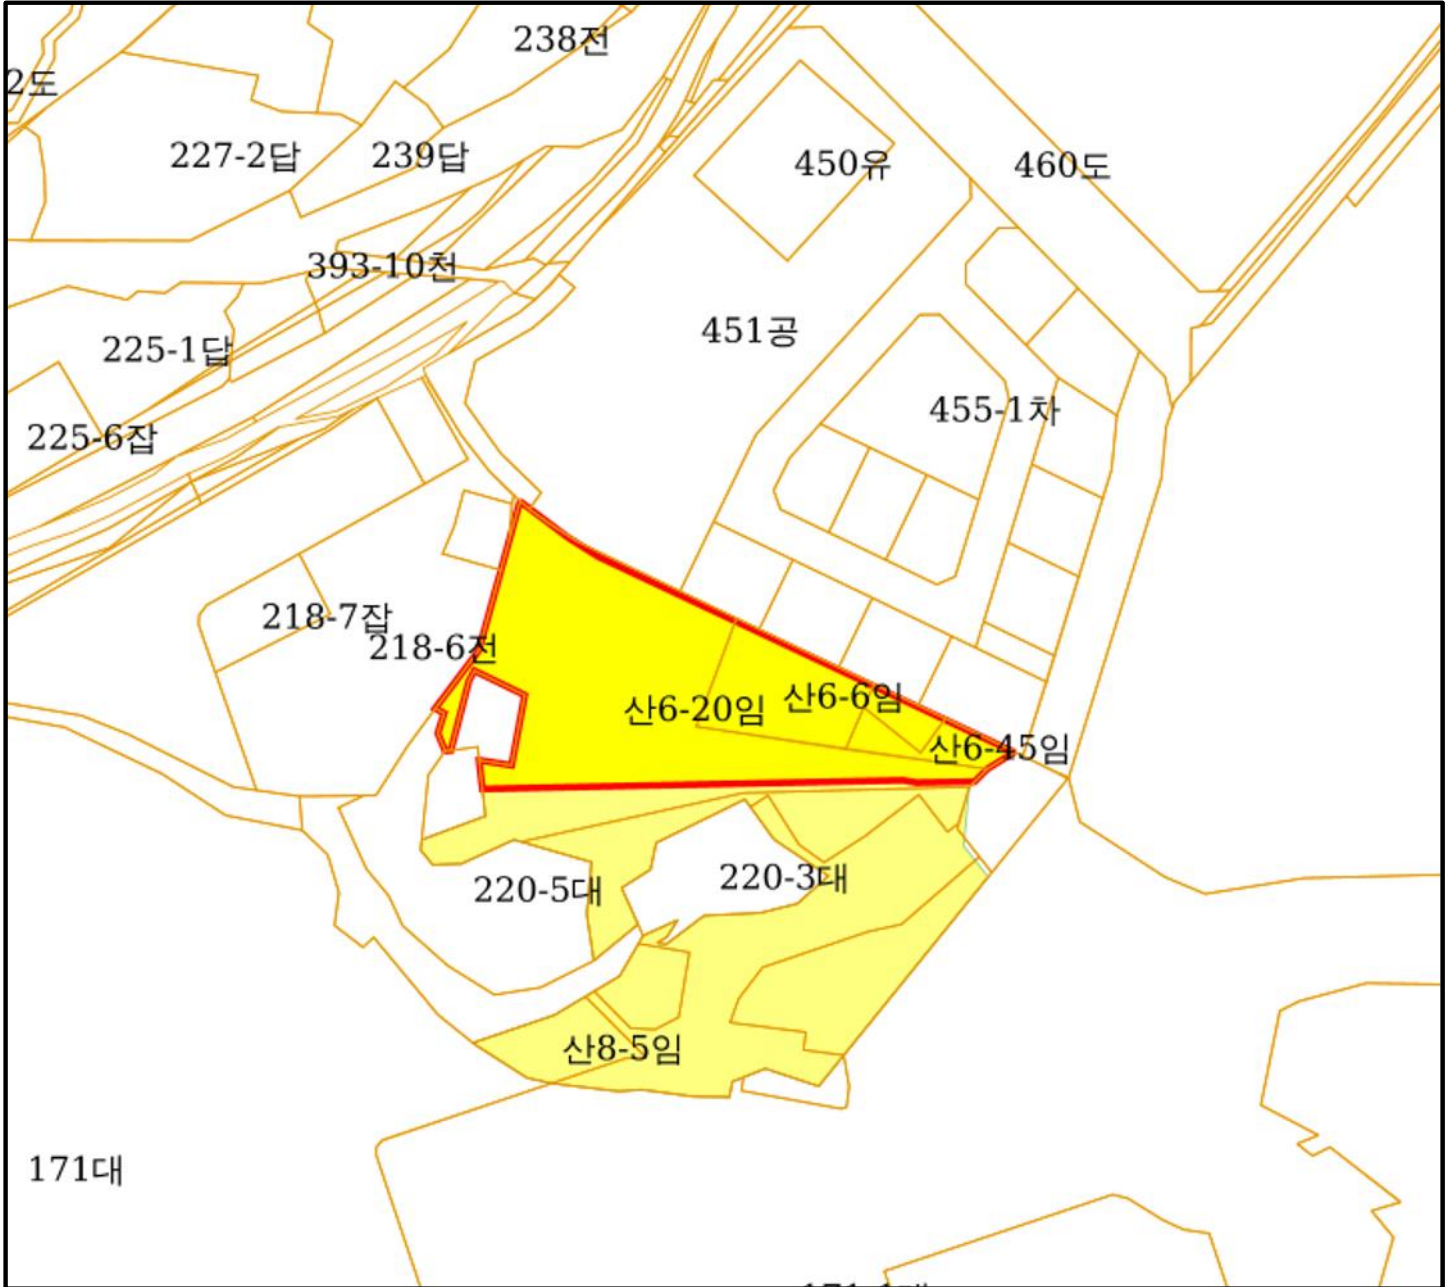 238전
2도
227-2답
239답
450유
460도
393-10천
451공
225-1답
455-1차
225-6잡
218-7잡
218-6전
산6-6임
산6-20임
산6-45임
220-3대
220-5대
산8-5임
171대